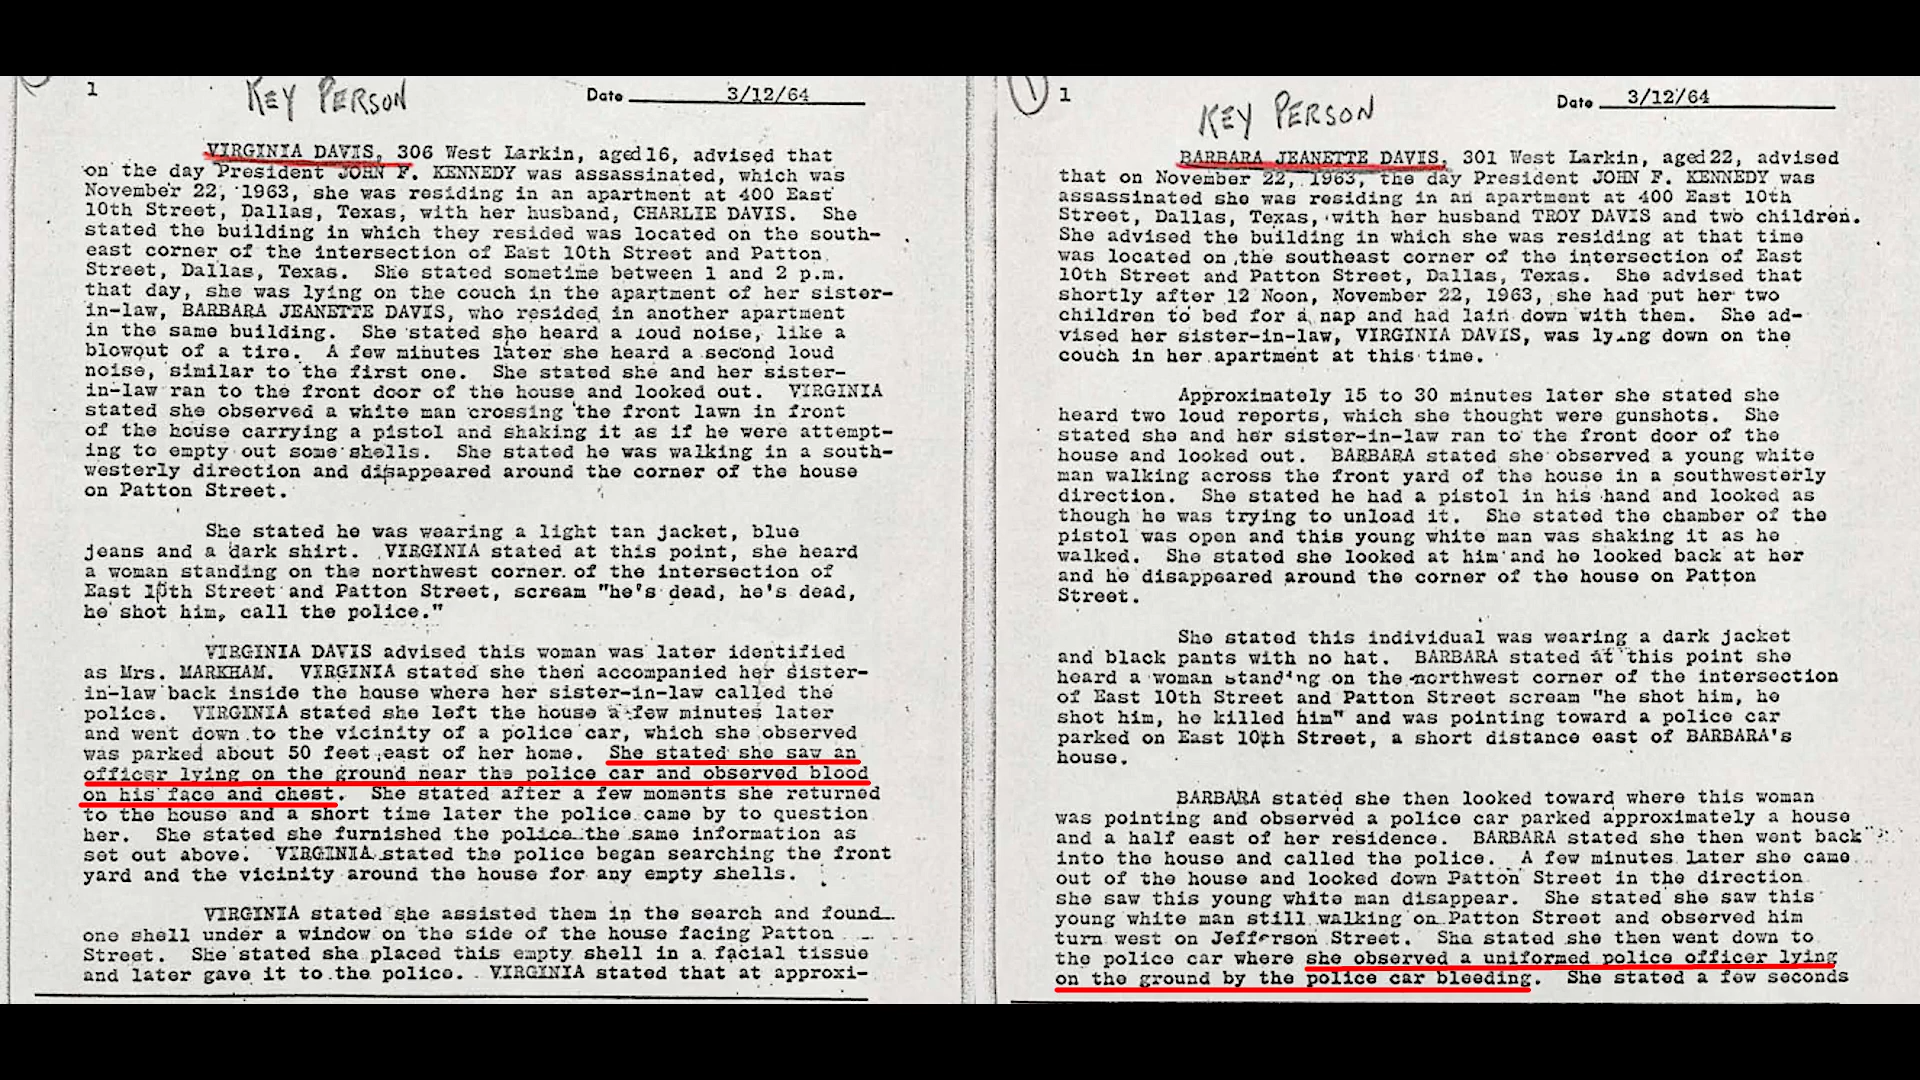 1
KEY PERSON
Date 3/12/64
VIRGINIA DAVIS, 306 West Larkin, aged 16, advised that
on the day President JOHN F. KENNEDY was assassinated, which was
November 22, 1963, she was residing in an apartment at 400 East
10th Street, Dallas, Texas, with her husband, CHARLIE DAVIS. She
stated the building in which they resided was located on the south-
east corner of the intersection of East 10th Street and Patton
Street, Dallas, Texas. She stated sometime between 1 and 2 p.m.
that day, she was lying on the couch in the apartment of her sister-
in-law, BARBARA JEANETTE DAVIS, who resided in another apartment
in the same building. She stated she heard a loud noise, like a
blowout of a tire. A few minutes later she heard a second loud
noise, similar to the first one. She stated she and her sister-
in-law ran to the front door of the house and looked out. VIRGINIA
stated she observed a white man crossing the front lawn in front
of the house carrying a pistol and shaking it as if he were attempt-
ing to empty out some shells. She stated he was walking in a south-
westerly direction and disappeared around the corner of the house
on Patton Street.
She stated he was wearing a light tan jacket, blue
jeans and a dark shirt. VIRGINIA stated at this point, she heard
a woman standing on the northwest corner of the intersection of
East 10th Street and Patton Street, scream "he's dead, he's dead,
he shot him, call the police."
VIRGINIA DAVIS advised this woman was later identified
as Mrs. MARKHAM. VIRGINIA stated she then accompanied her sister-
in-law back inside the house where her sister-in-law called the
police. VIRGINIA stated she left the house a few minutes later
and went down to the vicinity of a police car, which she observed
was parked about 50 feet east of her home. She stated she saw an
officer lying on the ground near the police car and observed blood
on his face and chest. She stated after a few moments she returned
to the house and a short time later the police came by to question
her. She stated she furnished the police the same information as
set out above. VIRGINIA stated the police began searching the front
yard and the vicinity around the house for any empty shells.
VIRGINIA stated she assisted them in the search and found
one shell under a window on the side of the house facing Patton
Street. She stated she placed this empty shell in a facial tissue
and later gave it to the police. VIRGINIA stated that at approxi-
1
1
KEY PERSON
Date 3/12/64
BARBARA JEANETTE DAVIS, 301 West Larkin, aged 22, advised
that on November 22, 1963, the day President JOHN F. KENNEDY was
assassinated she was residing in an apartment at 400 East 10th
Street, Dallas, Texas, with her husband TROY DAVIS and two children.
She advised the building in which she was residing at that time
was located on the southeast corner of the intersection of East
10th Street and Patton Street, Dallas, Texas. She advised that
shortly after 12 Noon, November 22, 1963, she had put her two
children to bed for a nap and had lain down with them. She ad-
vised her sister-in-law, VIRGINIA DAVIS, was lying down on the
couch in her apartment at this time.
Approximately 15 to 30 minutes later she stated she
heard two loud reports, which she thought were gunshots. She
stated she and her sister-in-law ran to the front door of the
house and looked out. BARBARA stated she observed a young white
man walking across the front yard of the house in a southwesterly
direction. She stated he had a pistol in his hand and looked as
though he was trying to unload it. She stated the chamber of the
pistol was open and this young white man was shaking it as he
walked. She stated she looked at him and he looked back at her
and he disappeared around the corner of the house on Patton
Street.
She stated this individual was wearing a dark jacket
and black pants with no hat. BARBARA stated at this point she
heard a woman standing on the northwest corner of the intersection
of East 10th Street and Patton Street scream "he shot him, he
shot him, he killed him" and was pointing toward a police car
parked on East 10th Street, a short distance east of BARBARA's
house.
BARBARA stated she then looked toward where this woman
was pointing and observed a police car parked approximately a house
and a half east of her residence. BARBARA stated she then went back
into the house and called the police. A few minutes later she came
out of the house and looked down Patton Street in the direction
she saw this young white man disappear. She stated she saw this
young white man still walking on Patton Street and observed him
turn west on Jefferson Street. She stated she then went down to
the police car where she observed a uniformed police officer lying
on the ground by the police car bleeding. She stated a few seconds